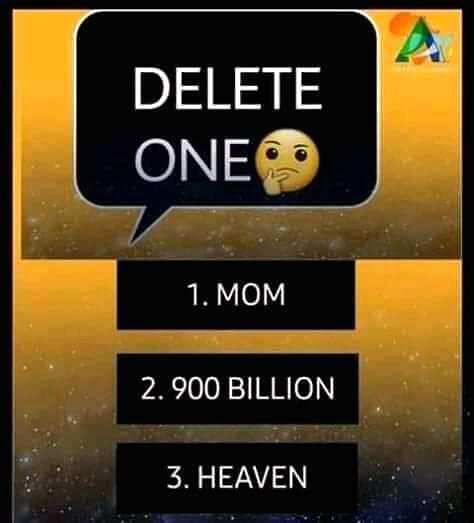 DELETE
ONE🤔
1. MOM
2. 900 BILLION
3. HEAVEN